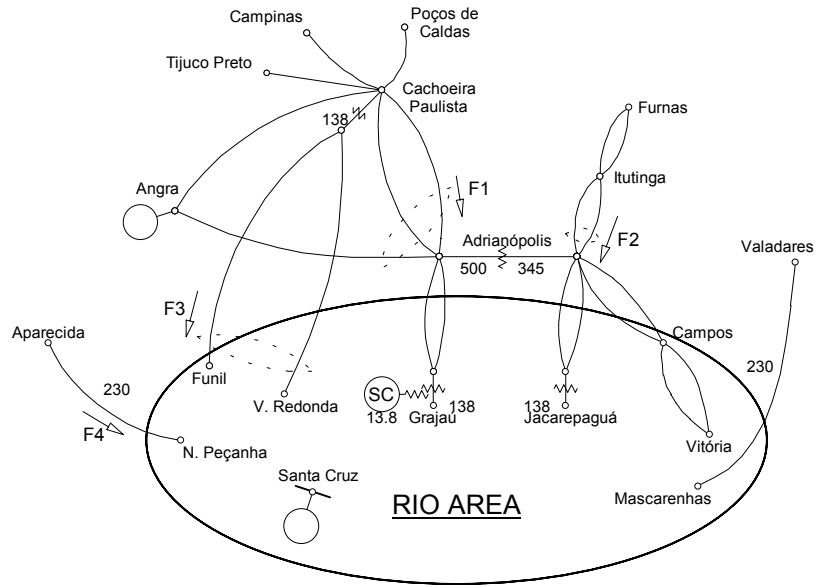 Campinas
Poços de
Caldas
Tijuco Preto
Cachoeira
Paulista
138
Furnas
Angra
Itutinga
F1
Adrianópolis
F2
Valadares
500
345
F3
Aparecida
Campos
230
230
Funil
V. Redonda
SC
138
138
F4
13.8
Grajaú
Jacarepaguá
N. Peçanha
Vitória
Santa Cruz
Mascarenhas
RIO AREA